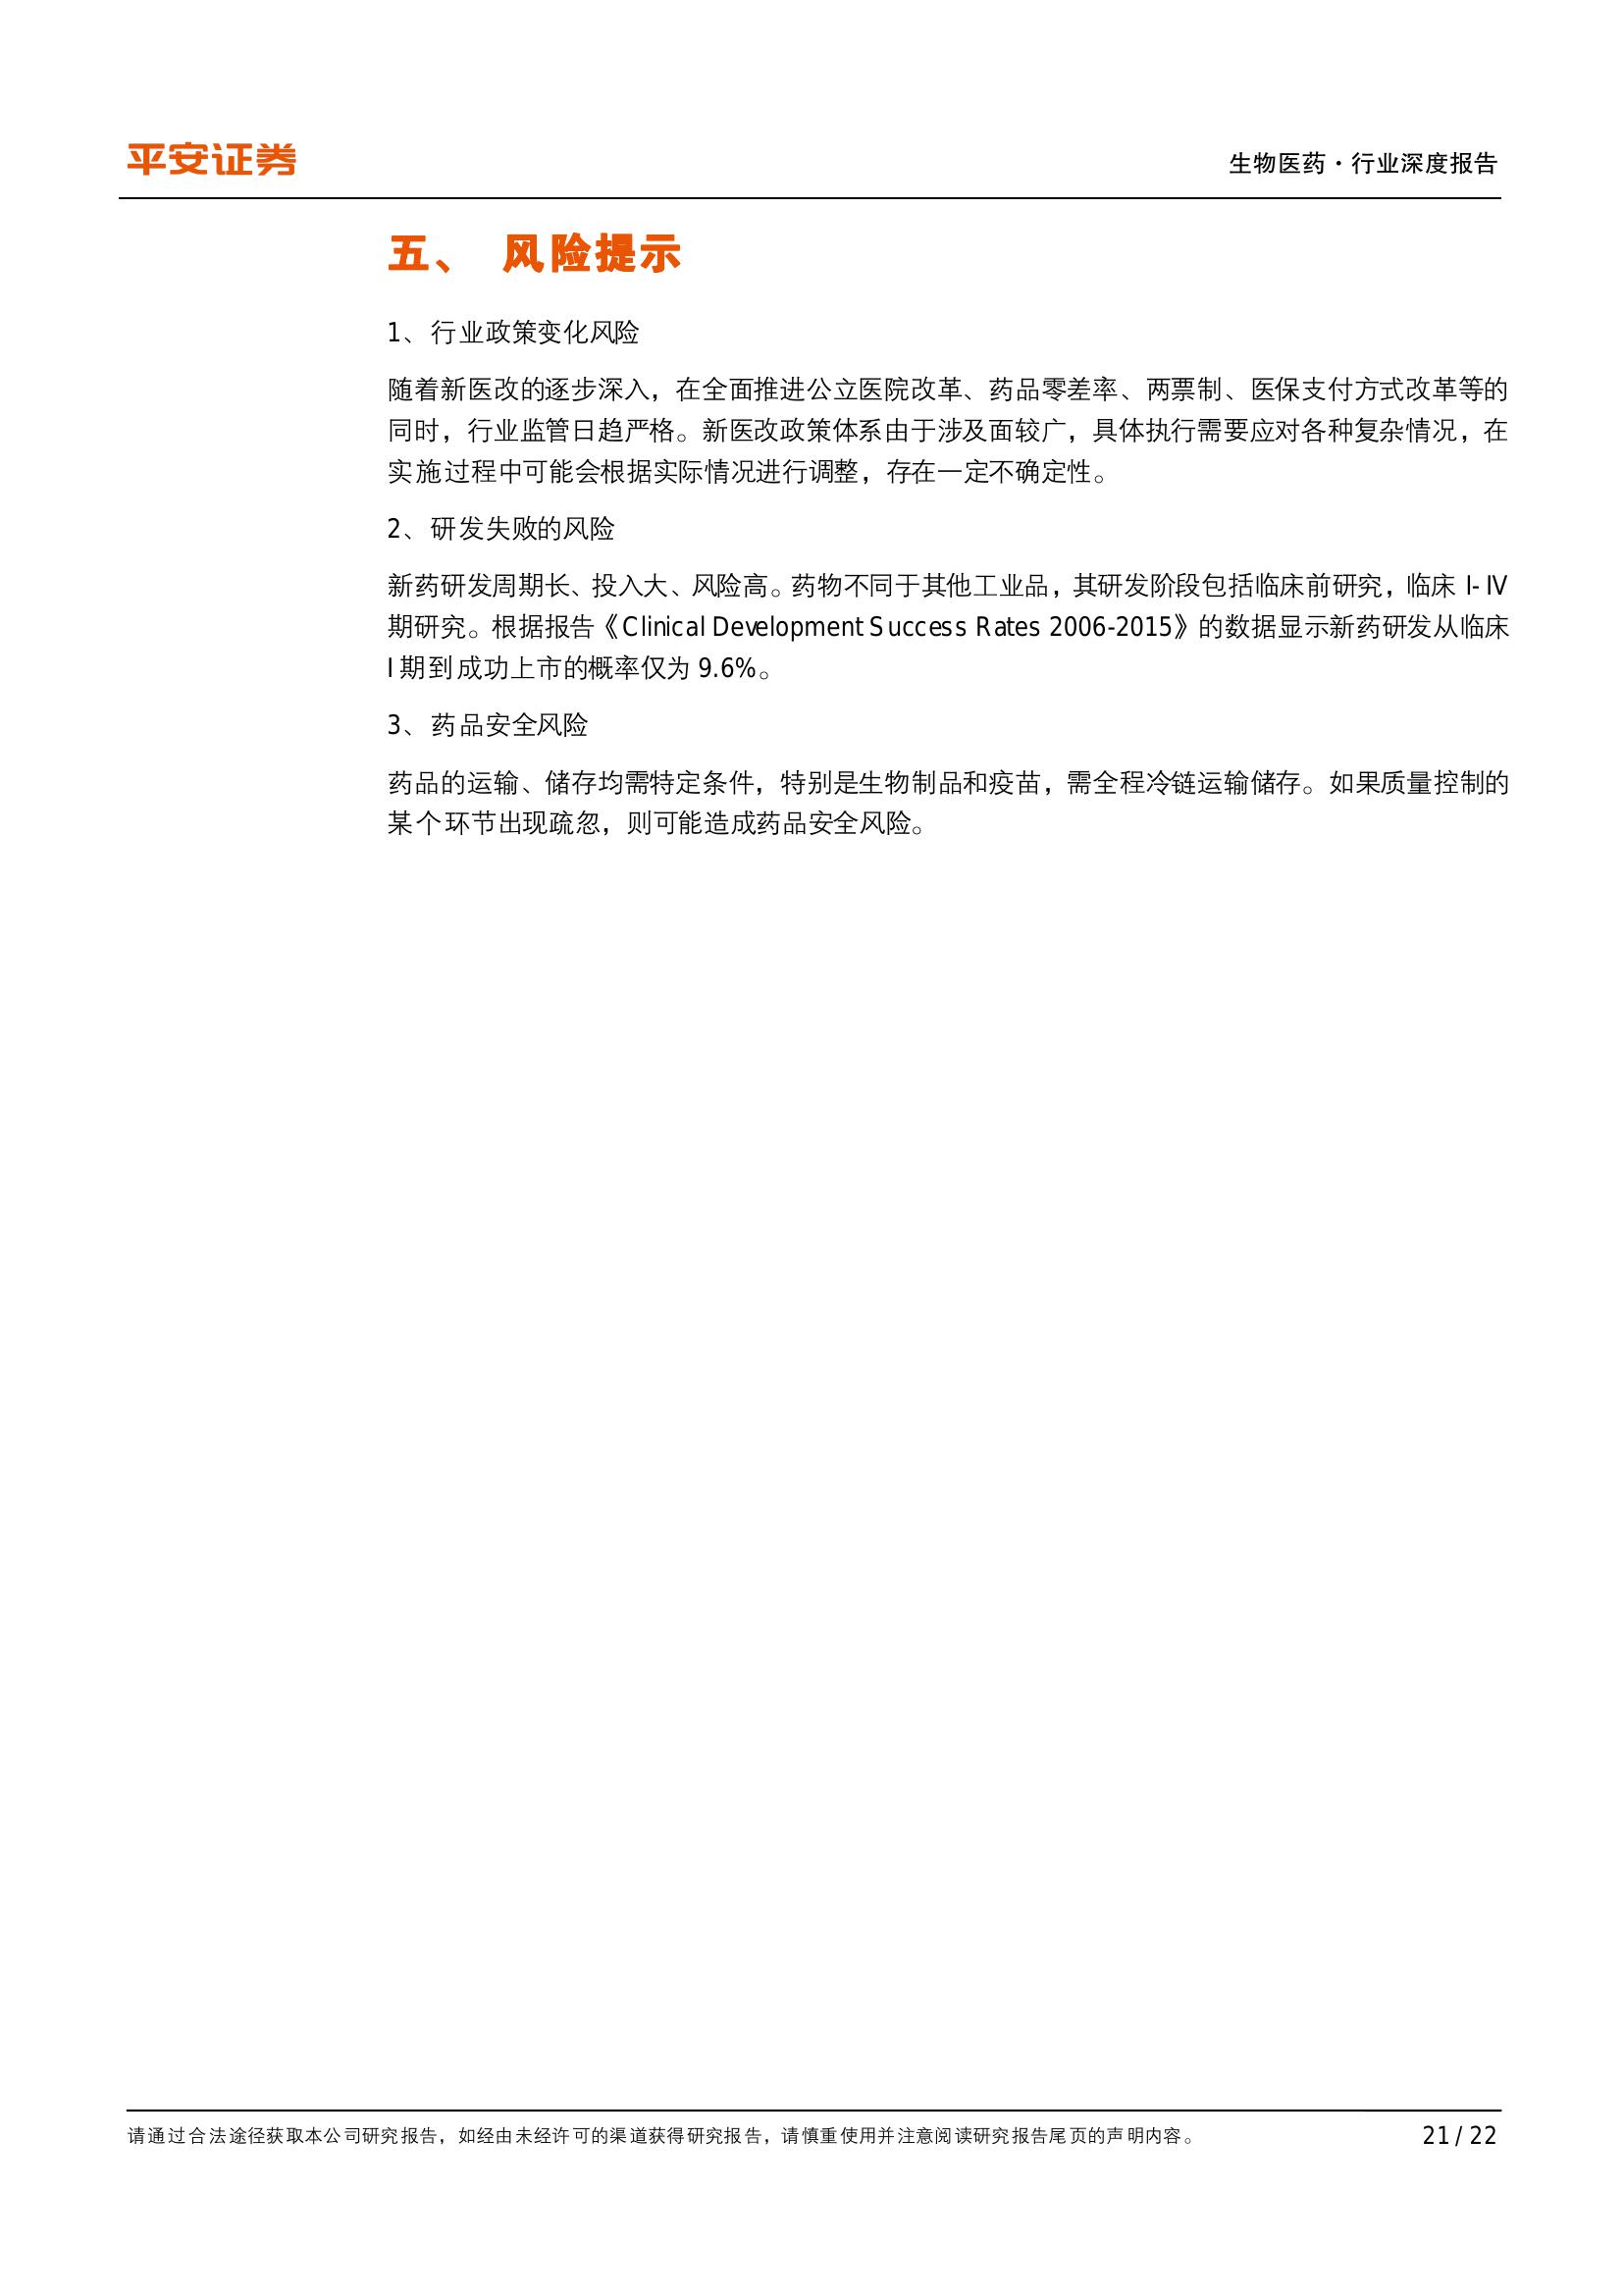 平安证券
生物医药·行业深度报告
五、 风险提示
1、行业政策变化风险
随着新医改的逐步深入，在全面推进公立医院改革、药品零差率、两票制、医保支付方式改革等的
同时，行业监管日趋严格。新医改政策体系由于涉及面较广，具体执行需要应对各种复杂情况，在
实施过程中可能会根据实际情况进行调整，存在一定不确定性。
2、研发失败的风险
新药研发周期长、投入大、风险高。药物不同于其他工业品，其研发阶段包括临床前研究，临床 I-IV
期研究。根据报告《Clinical Development Success Rates 2006-2015》的数据显示新药研发从临床
I 期到成功上市的概率仅为 9.6%。
3、药品安全风险
药品的运输、储存均需特定条件，特别是生物制品和疫苗，需全程冷链运输储存。如果质量控制的
某个环节出现疏忽，则可能造成药品安全风险。
请通过合法途径获取本公司研究报告，如经由未经许可的渠道获得研究报告，请慎重使用并注意阅读研究报告尾页的声明内容。
21 / 22